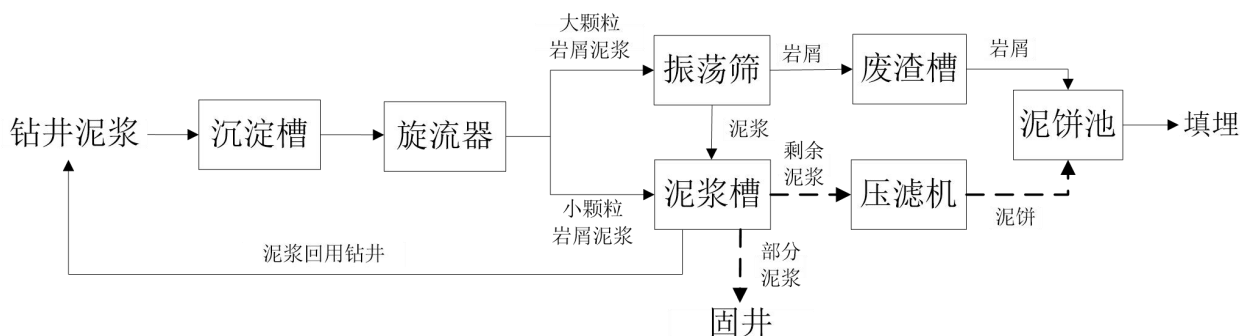 大颗粒
岩屑泥浆
振荡筛
岩屑
废渣槽
岩屑
钻井泥浆
沉淀槽
旋流器
泥浆
泥饼池
填埋
小颗粒
岩屑泥浆
泥浆槽
剩余
泥浆
压滤机
泥饼
泥浆回用钻井
部分
泥浆
固井